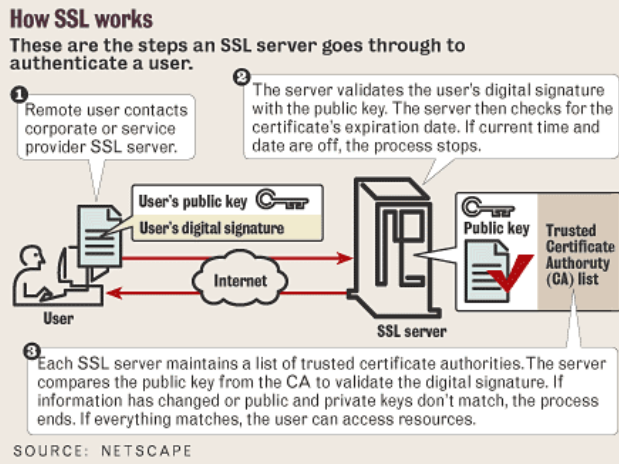 How SSL works
These are the steps an SSL server goes through to
authenticate a user.
1
Remote user contacts
corporate or service
provider SSL server.
2
The server validates the user's digital signature
with the public key. The server then checks for the
certificate's expiration date. If current time and
date are off, the process stops.
User's public key
User's digital signature
Internet
User
SSL server
Public key
Trusted
Certificate
Authoruty
(CA) list
3
Each SSL server maintains a list of trusted certificate authorities. The server
compares the public key from the CA to validate the digital signature. If
information has changed or public and private keys don't match, the process
ends. If everything matches, the user can access resources.
SOURCE: NETSCAPE